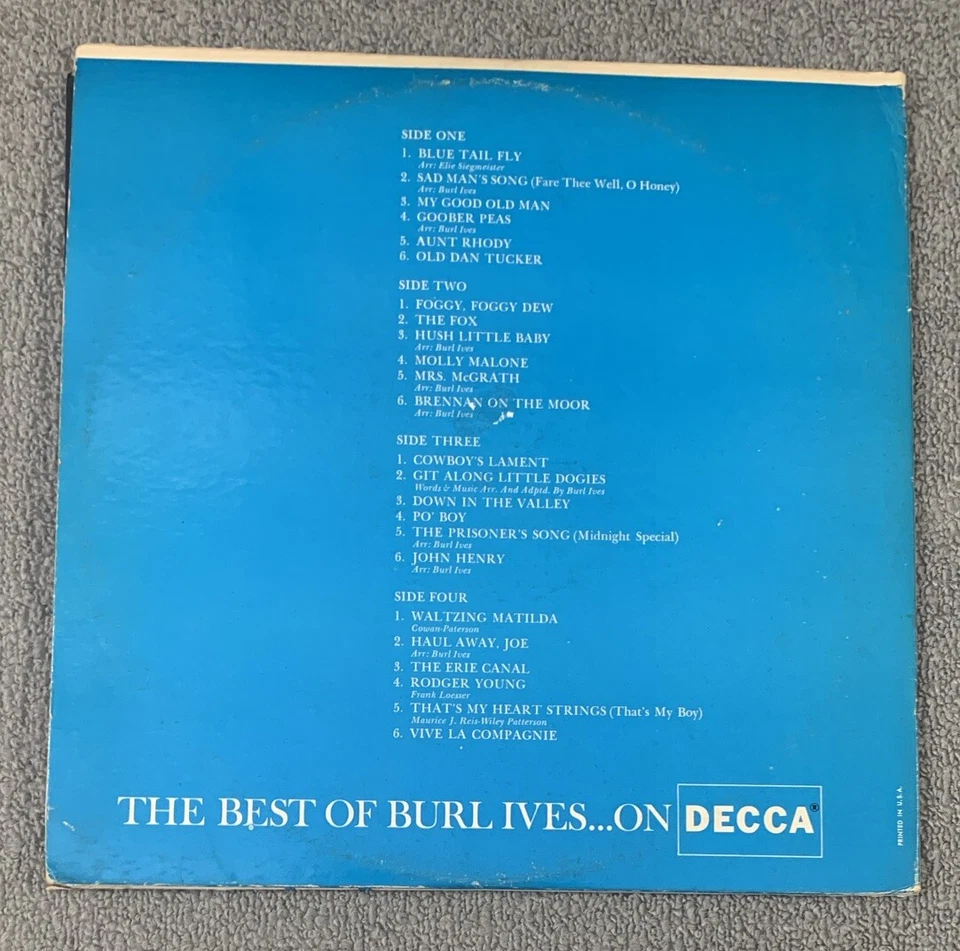 SIDE ONE
1. BLUE TAIL FLY
Arr: Elie Siegmeister
2. SAD MAN'S SONG (Fare Thee Well, O Honey)
Arr: Burl Ives
3. MY GOOD OLD MAN
4. GOOBER PEAS
Arr: Burl Ives
5. AUNT RHODY
6. OLD DAN TUCKER
SIDE TWO
1. FOGGY, FOGGY DEW
2. THE FOX
3. HUSH LITTLE BABY
Arr: Burl Ives
4. MOLLY MALONE
5. MRS. McGRATH
Arr: Burl Ives
6. BRENNAN ON THE MOOR
Arr: Burl Ives
SIDE THREE
1. COWBOY'S LAMENT
2. GIT ALONG LITTLE DOGIES
Words & Music Arr. And Adptd. By Burl Ives
3. DOWN IN THE VALLEY
4. PO' BOY
5. THE PRISONER'S SONG (Midnight Special)
Arr: Burl Ives
6. JOHN HENRY
Arr: Burl Ives
SIDE FOUR
1. WALTZING MATILDA
Cowan-Paterson
2. HAUL AWAY, JOE
Arr: Burl Ives
3. THE ERIE CANAL
4. RODGER YOUNG
Frank Loesser
5. THAT'S MY HEART STRINGS (That's My Boy)
Maurice J. Reis-Wiley Patterson
6. VIVE LA COMPAGNIE
THE BEST OF BURL IVES...ON DECCA®
PRINTED IN U.S.A.